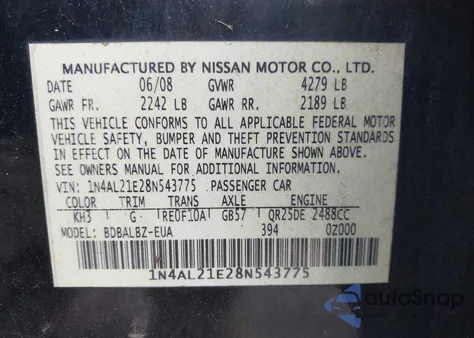 MANUFACTURED BY NISSAN MOTOR CO., LTD.
DATE 06/08 GVWR 4279 LB
GAWR FR. 2242 LB GAWR RR. 2189 LB
THIS VEHICLE CONFORMS TO ALL APPLICABLE FEDERAL MOTOR
VEHICLE SAFETY, BUMPER AND THEFT PREVENTION STANDARDS
IN EFFECT ON THE DATE OF MANUFACTURE SHOWN ABOVE.
SEE OWNERS MANUAL FOR ADDITIONAL INFORMATION.
VIN: 1N4AL21E28N543775 PASSENGER CAR
COLOR TRIM TRANS AXLE ENGINE
KH3 G RE0F10A GB57 QR25DE 2488CC
MODEL: BDBALBZ-EUA 394 0Z000
1N4AL21E28N543775
autoSnap